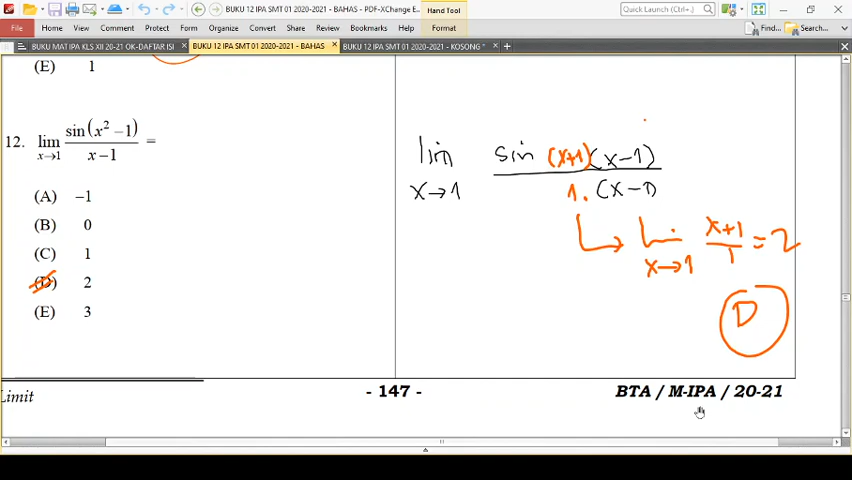 BUKU 12 IPA SMT 01 2020-2021 - BAHAS - PDF-XChange E
Hand Tool
Quick Launch (Ctrl+.)
File Home View Comment Protect Form Organize Convert Share Review Bookmarks Help Format
Find... Search...
BUKU MAT IPA KLS XII 20-21 OK-DAFTAR ISI BUKU 12 IPA SMT 01 2020-2021 - BAHAS BUKU 12 IPA SMT 01 2020-2021 - KOSONG *
(E) 1
12. lim x→1 sin(x² −1) / x−1 =
(A) −1
(B) 0
(C) 1
(D) 2
(E) 3
lim x→1 sin (x+1)(x−1) / 1. (x−1)
lim x→1 x+1 / 1 = 2
D
Limit
- 147 -
BTA / M-IPA / 20-21